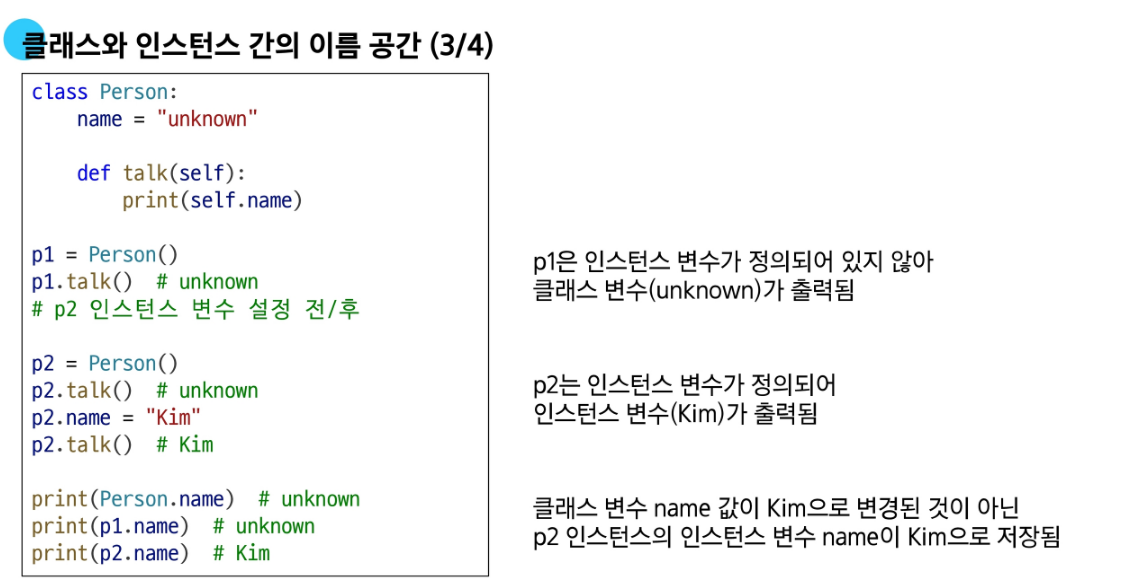 클래스와 인스턴스 간의 이름 공간 (3/4)
class Person:
    name = "unknown"

    def talk(self):
        print(self.name)

p1 = Person()
p1.talk()  # unknown
# p2 인스턴스 변수 설정 전/후

p2 = Person()
p2.talk()  # unknown
p2.name = "Kim"
p2.talk()  # Kim

print(Person.name)  # unknown
print(p1.name)  # unknown
print(p2.name)  # Kim

p1은 인스턴스 변수가 정의되어 있지 않아
클래스 변수(unknown)가 출력됨

p2는 인스턴스 변수가 정의되어
인스턴스 변수(Kim)가 출력됨

클래스 변수 name 값이 Kim으로 변경된 것이 아닌
p2 인스턴스의 인스턴스 변수 name이 Kim으로 저장됨